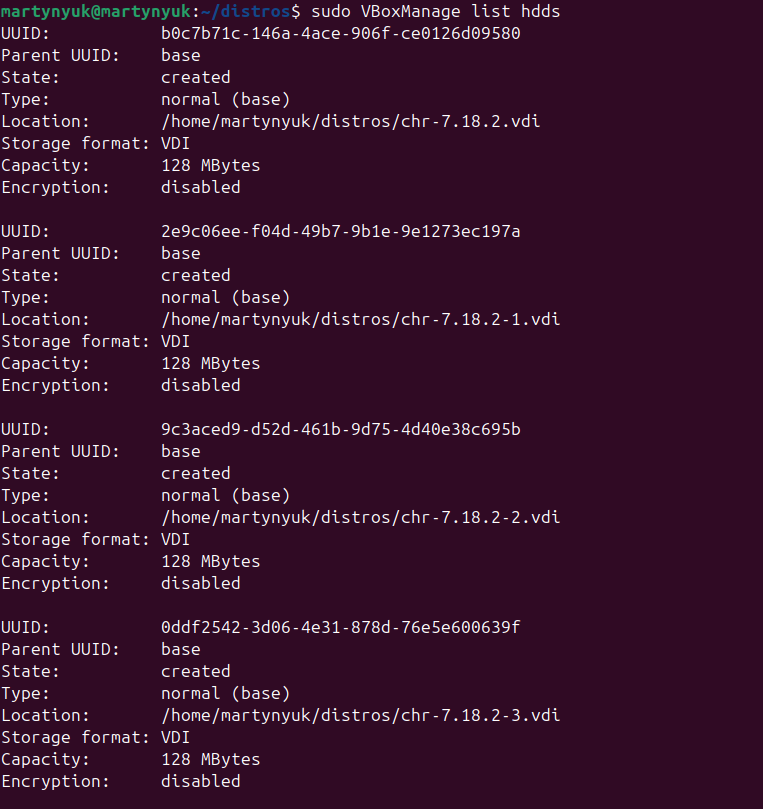 martynyuk@martynyuk:~/distros$ sudo VBoxManage list hdds
UUID:           b0c7b71c-146a-4ace-906f-ce0126d09580
Parent UUID:    base
State:          created
Type:           normal (base)
Location:       /home/martynyuk/distros/chr-7.18.2.vdi
Storage format: VDI
Capacity:       128 MBytes
Encryption:     disabled

UUID:           2e9c06ee-f04d-49b7-9b1e-9e1273ec197a
Parent UUID:    base
State:          created
Type:           normal (base)
Location:       /home/martynyuk/distros/chr-7.18.2-1.vdi
Storage format: VDI
Capacity:       128 MBytes
Encryption:     disabled

UUID:           9c3aced9-d52d-461b-9d75-4d40e38c695b
Parent UUID:    base
State:          created
Type:           normal (base)
Location:       /home/martynyuk/distros/chr-7.18.2-2.vdi
Storage format: VDI
Capacity:       128 MBytes
Encryption:     disabled

UUID:           0ddf2542-3d06-4e31-878d-76e5e600639f
Parent UUID:    base
State:          created
Type:           normal (base)
Location:       /home/martynyuk/distros/chr-7.18.2-3.vdi
Storage format: VDI
Capacity:       128 MBytes
Encryption:     disabled